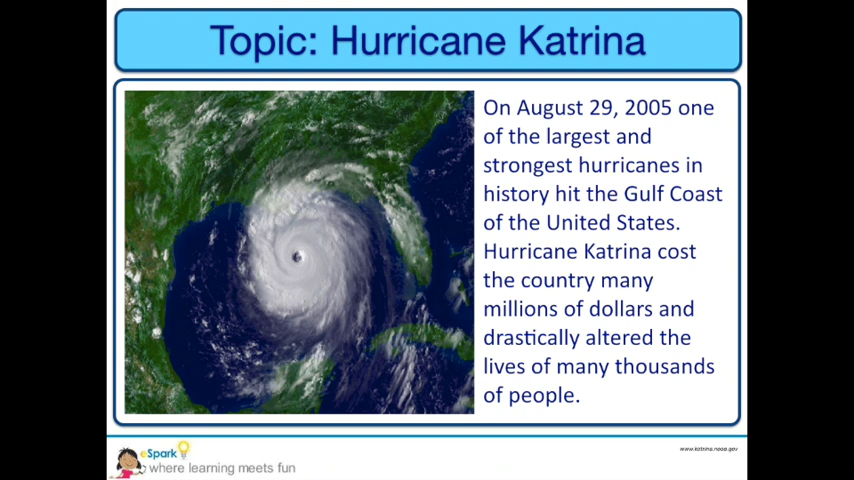 Topic: Hurricane Katrina
On August 29, 2005 one
of the largest and
strongest hurricanes in
history hit the Gulf Coast
of the United States.
Hurricane Katrina cost
the country many
millions of dollars and
drastically altered the
lives of many thousands
of people.
eSpark
where learning meets fun
www.katrina.noaa.gov